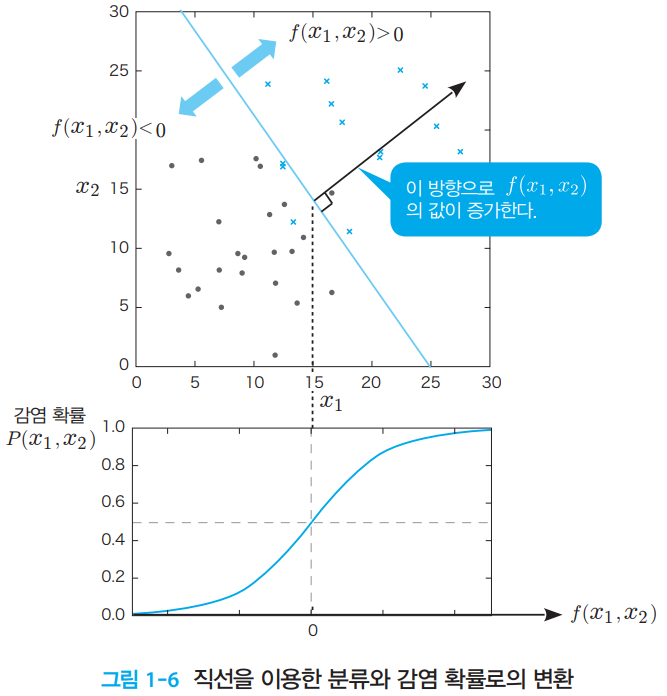 30
f(x₁, x₂)>0
25
f(x₁, x₂)<0
x₂
15
이 방향으로 f(x₁, x₂)
의 값이 증가한다.
10
5
0
0 5 10 15 20 25 30
x₁
감염 확률
P(x₁, x₂)
1.0
0.8
0.6
0.4
0.2
0.0
f(x₁, x₂)
0
그림 1-6 직선을 이용한 분류와 감염 확률로의 변환